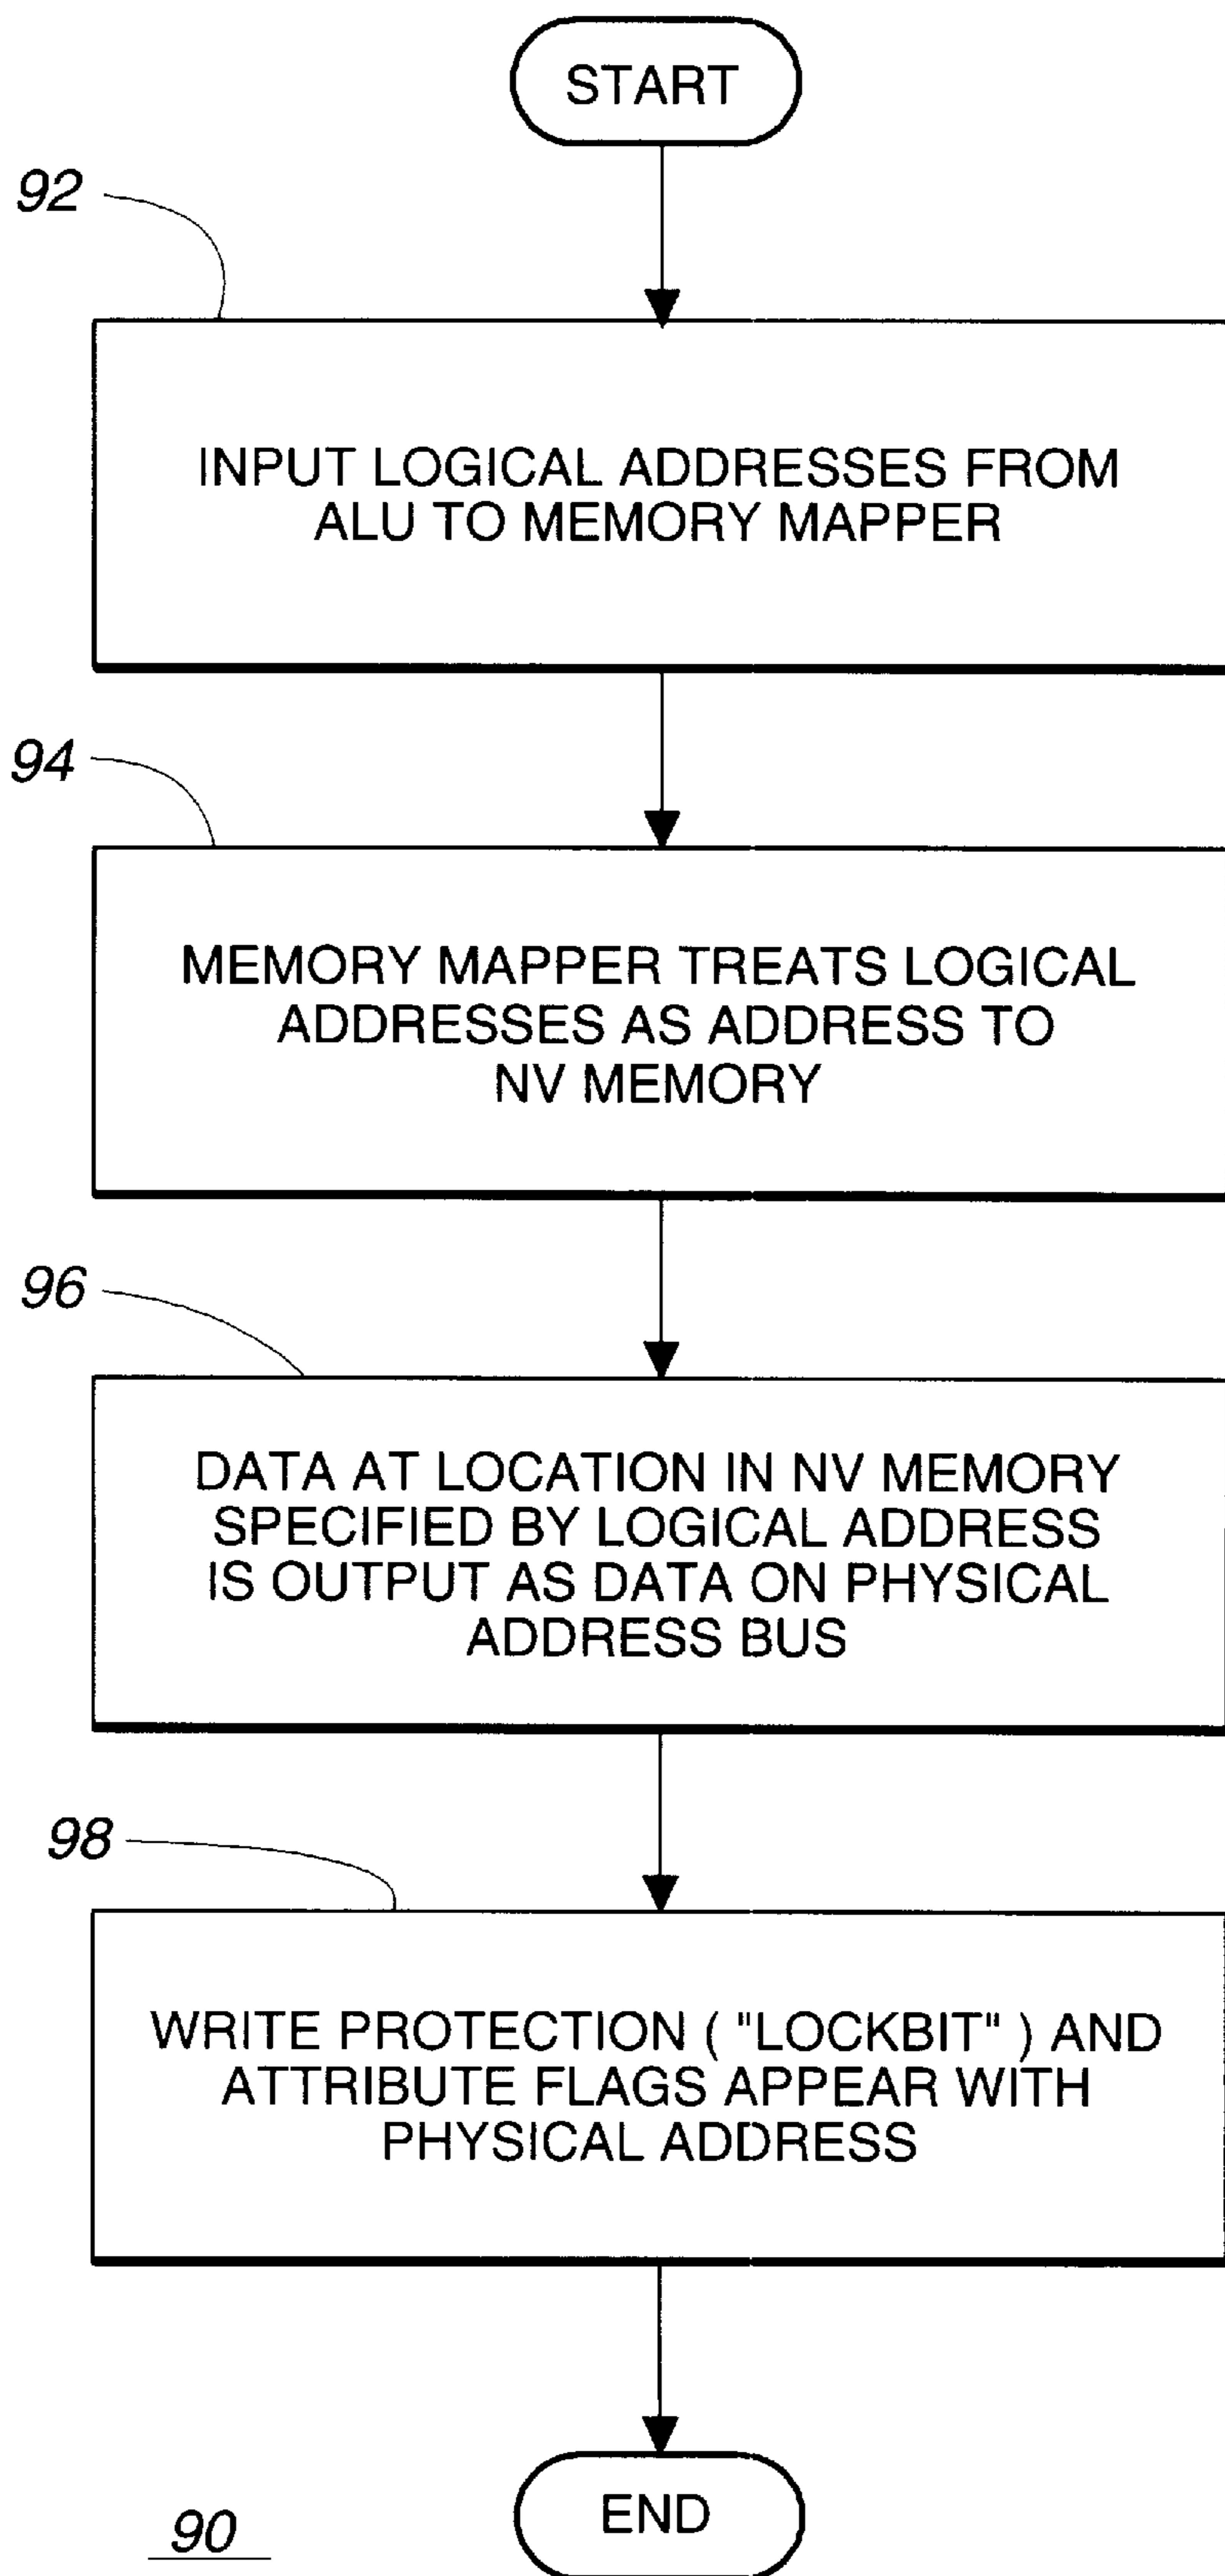 START
92
INPUT LOGICAL ADDRESSES FROM
ALU TO MEMORY MAPPER
94
MEMORY MAPPER TREATS LOGICAL
ADDRESSES AS ADDRESS TO
NV MEMORY
96
DATA AT LOCATION IN NV MEMORY
SPECIFIED BY LOGICAL ADDRESS
IS OUTPUT AS DATA ON PHYSICAL
ADDRESS BUS
98
WRITE PROTECTION ( "LOCKBIT" ) AND
ATTRIBUTE FLAGS APPEAR WITH
PHYSICAL ADDRESS
END
90